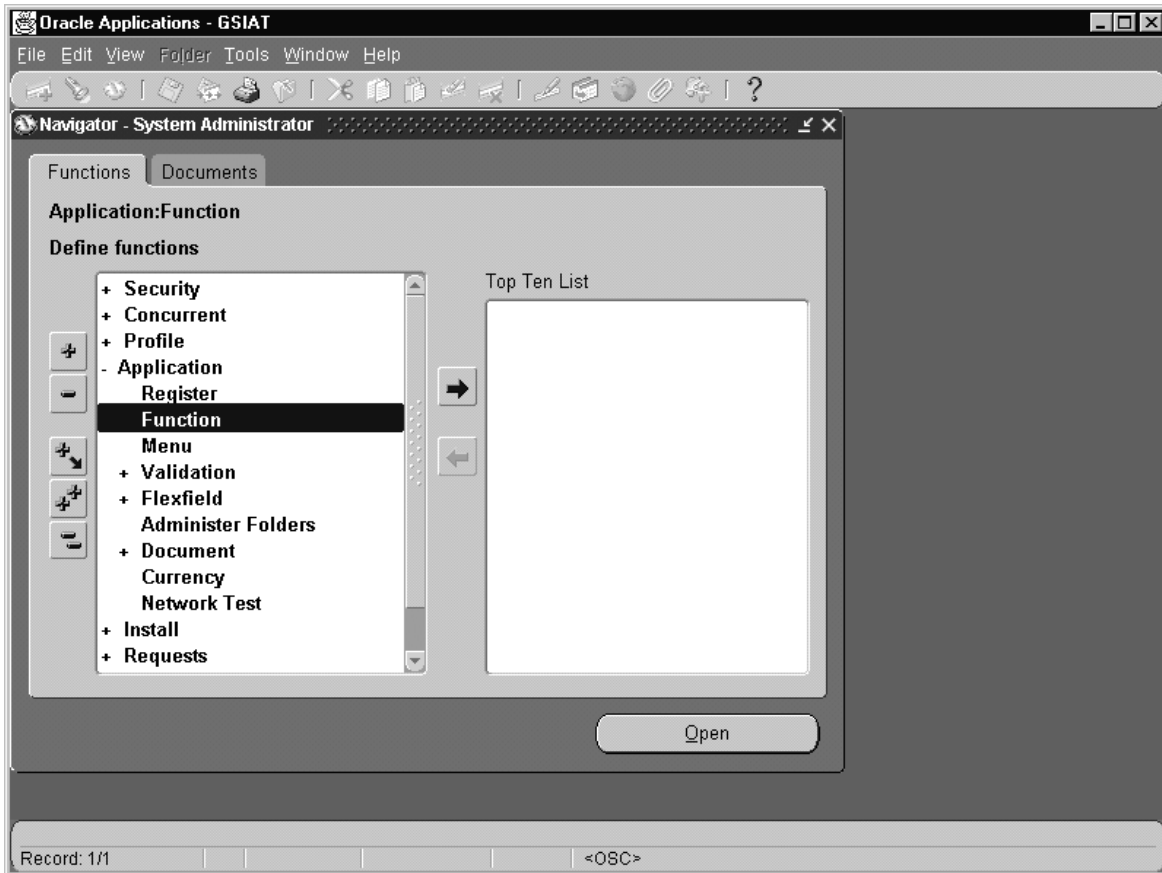 Oracle Applications - GSIAT
File Edit View Folder Tools Window Help
Navigator - System Administrator
Functions Documents
Application:Function
Define functions
Top Ten List
+ Security
+ Concurrent
+ Profile
- Application
Register
Function
Menu
+ Validation
+ Flexfield
Administer Folders
+ Document
Currency
Network Test
+ Install
+ Requests
Open
Record: 1/1 <OSC>